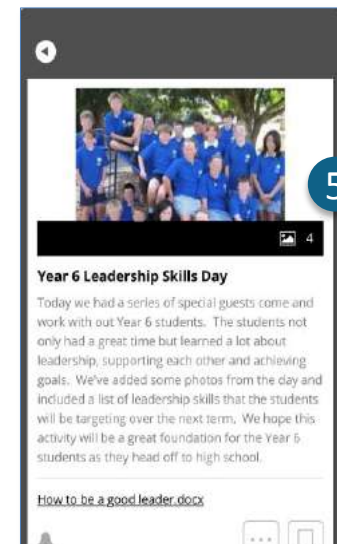 5
4
Year 6 Leadership Skills Day
Today we had a series of special guests come and
work with out Year 6 students. The students not
only had a great time but learned a lot about
leadership, supporting each other and achieving
goals. We've added some photos from the day and
included a list of leadership skills that the students
will be targeting over the next term. We hope this
activity will be a great foundation for the Year 6
students as they head off to high school.
How to be a good leader.docx